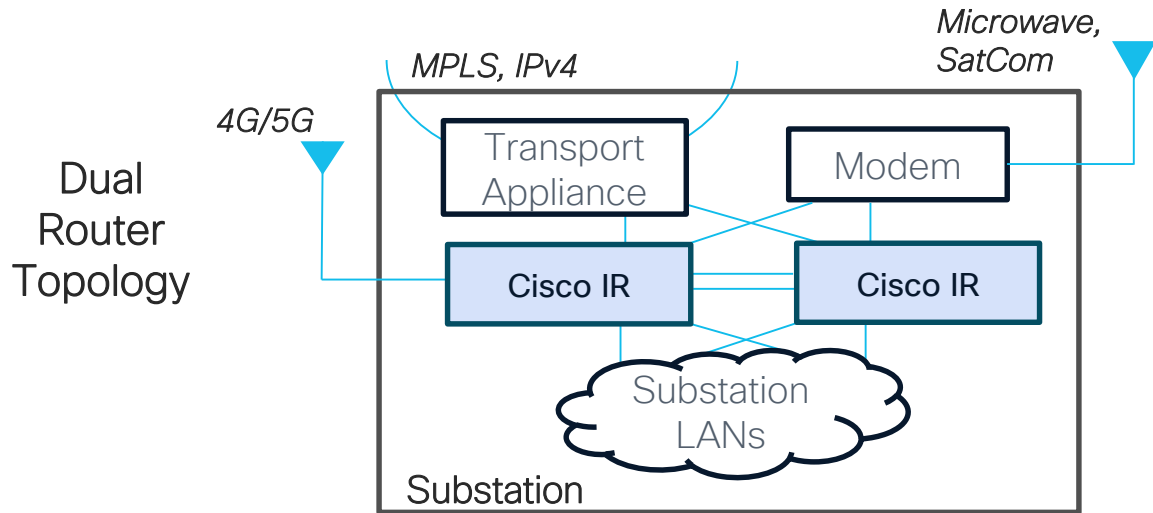 Dual
Router
Topology
4G/5G
MPLS, IPv4
Microwave,
SatCom
Transport
Appliance
Modem
Cisco IR
Cisco IR
Substation
LANs
Substation